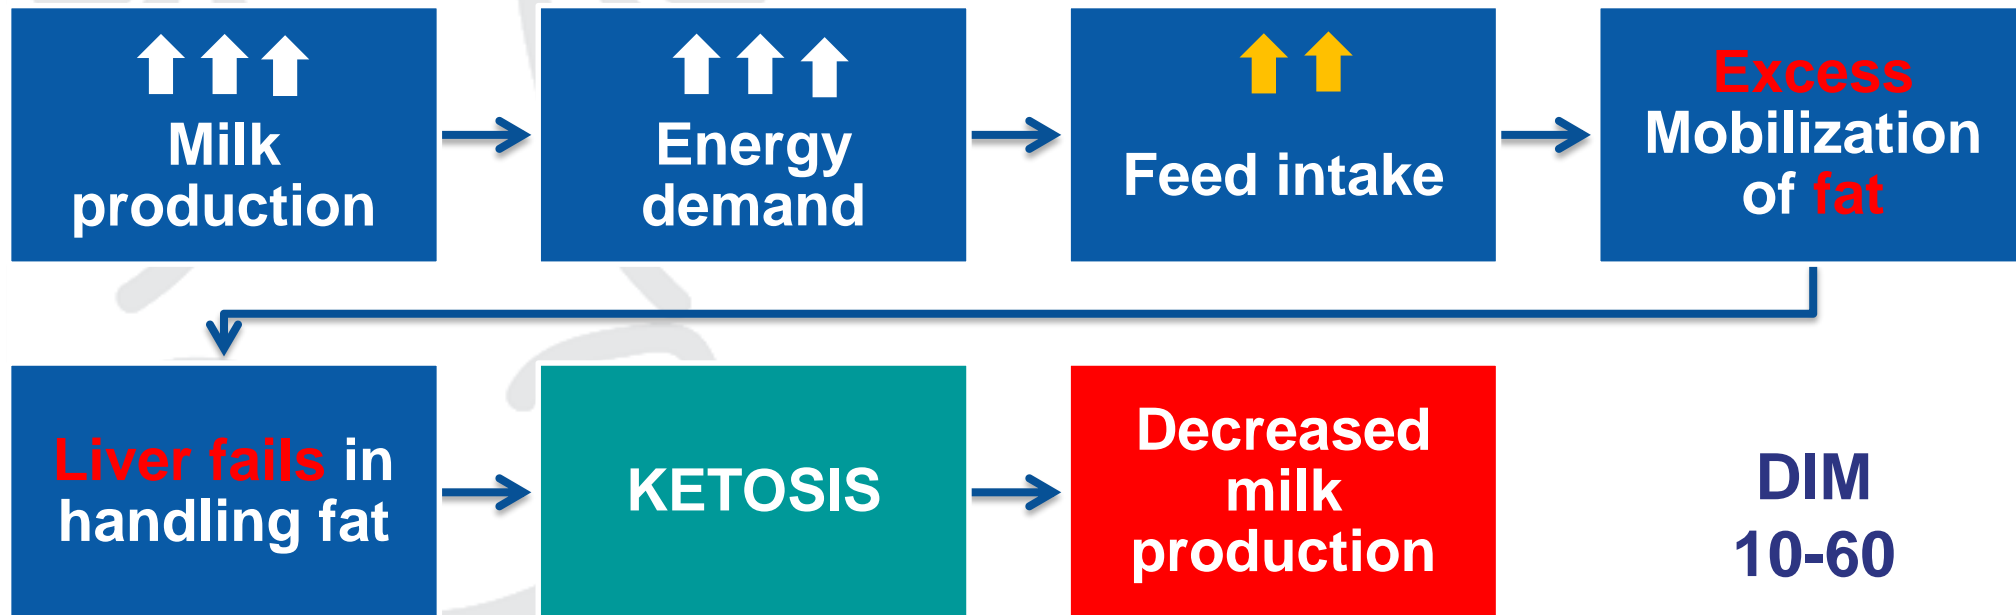 Milk
production
Energy
demand
Feed intake
Excess
Mobilization
of fat
Liver fails in
handling fat
KETOSIS
Decreased
milk
production
DIM
10-60